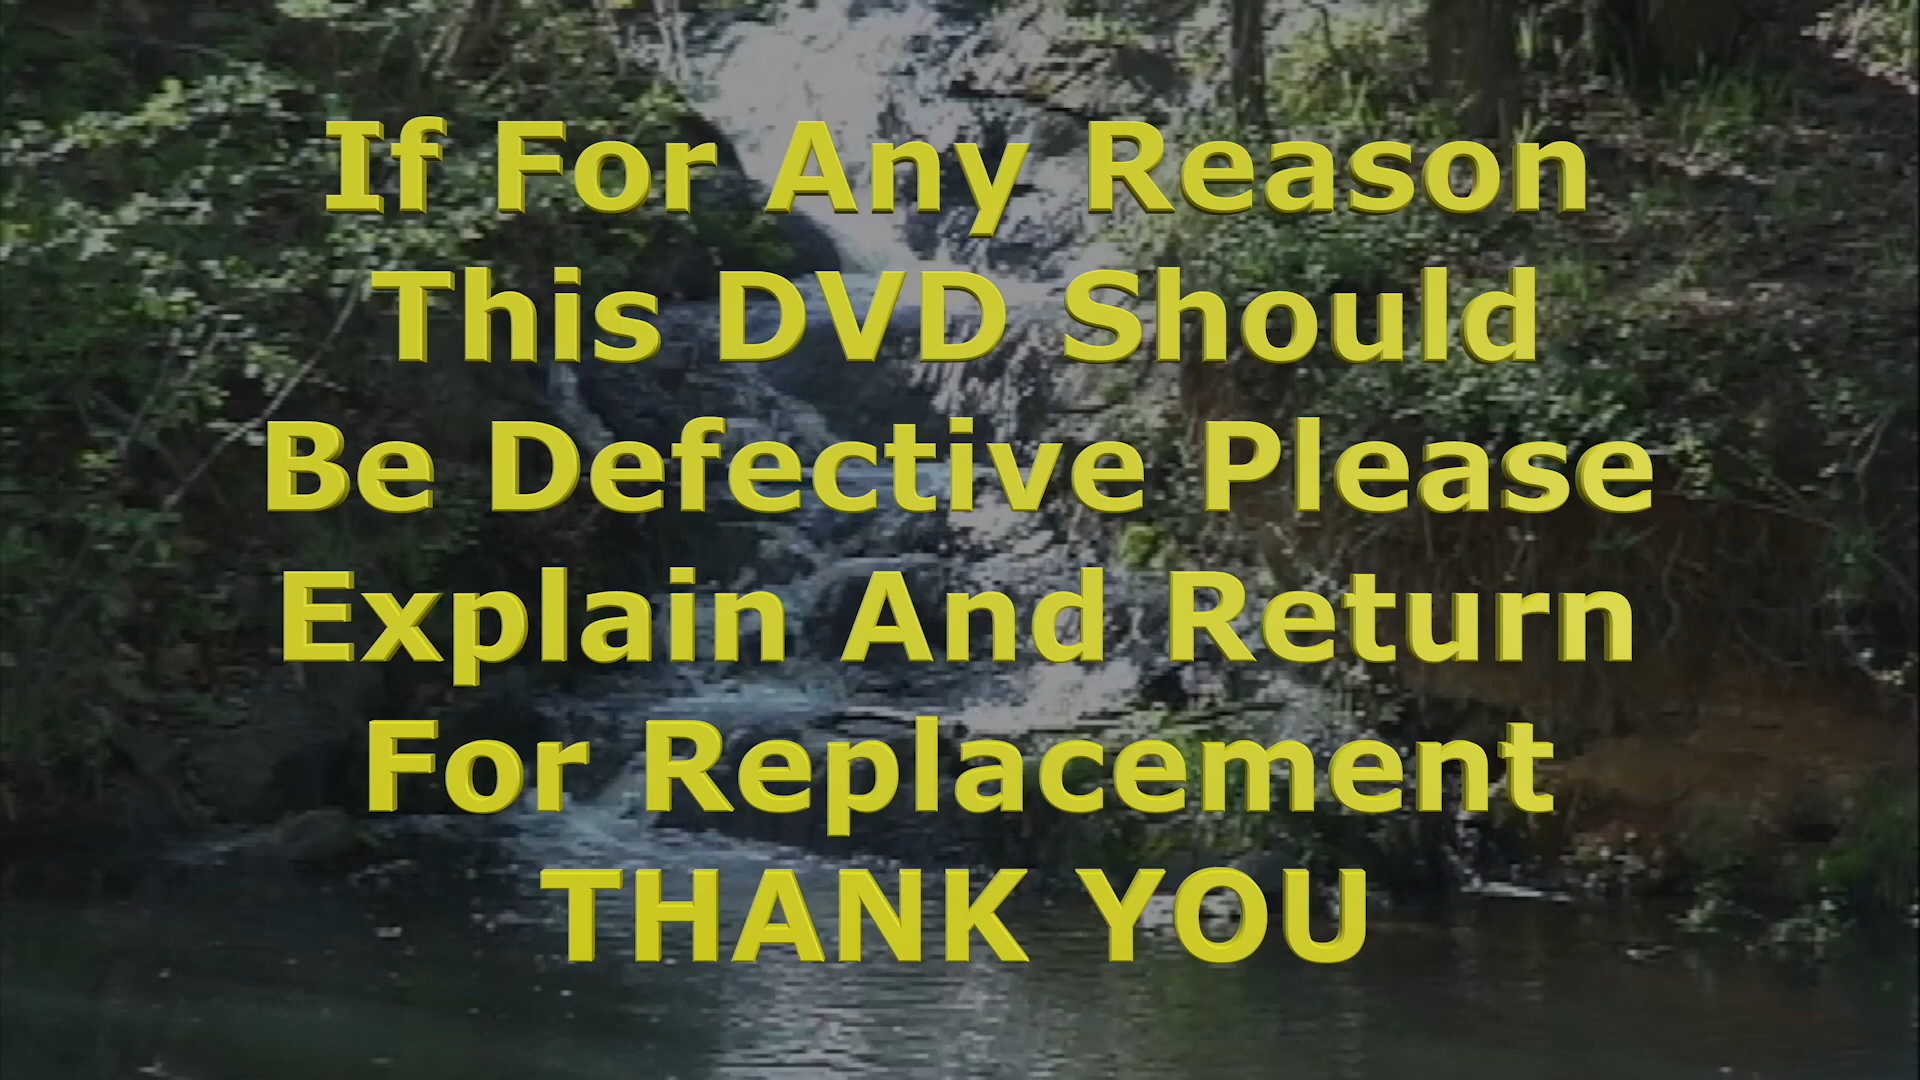 If For Any Reason
This DVD Should
Be Defective Please
Explain And Return
For Replacement
THANK YOU